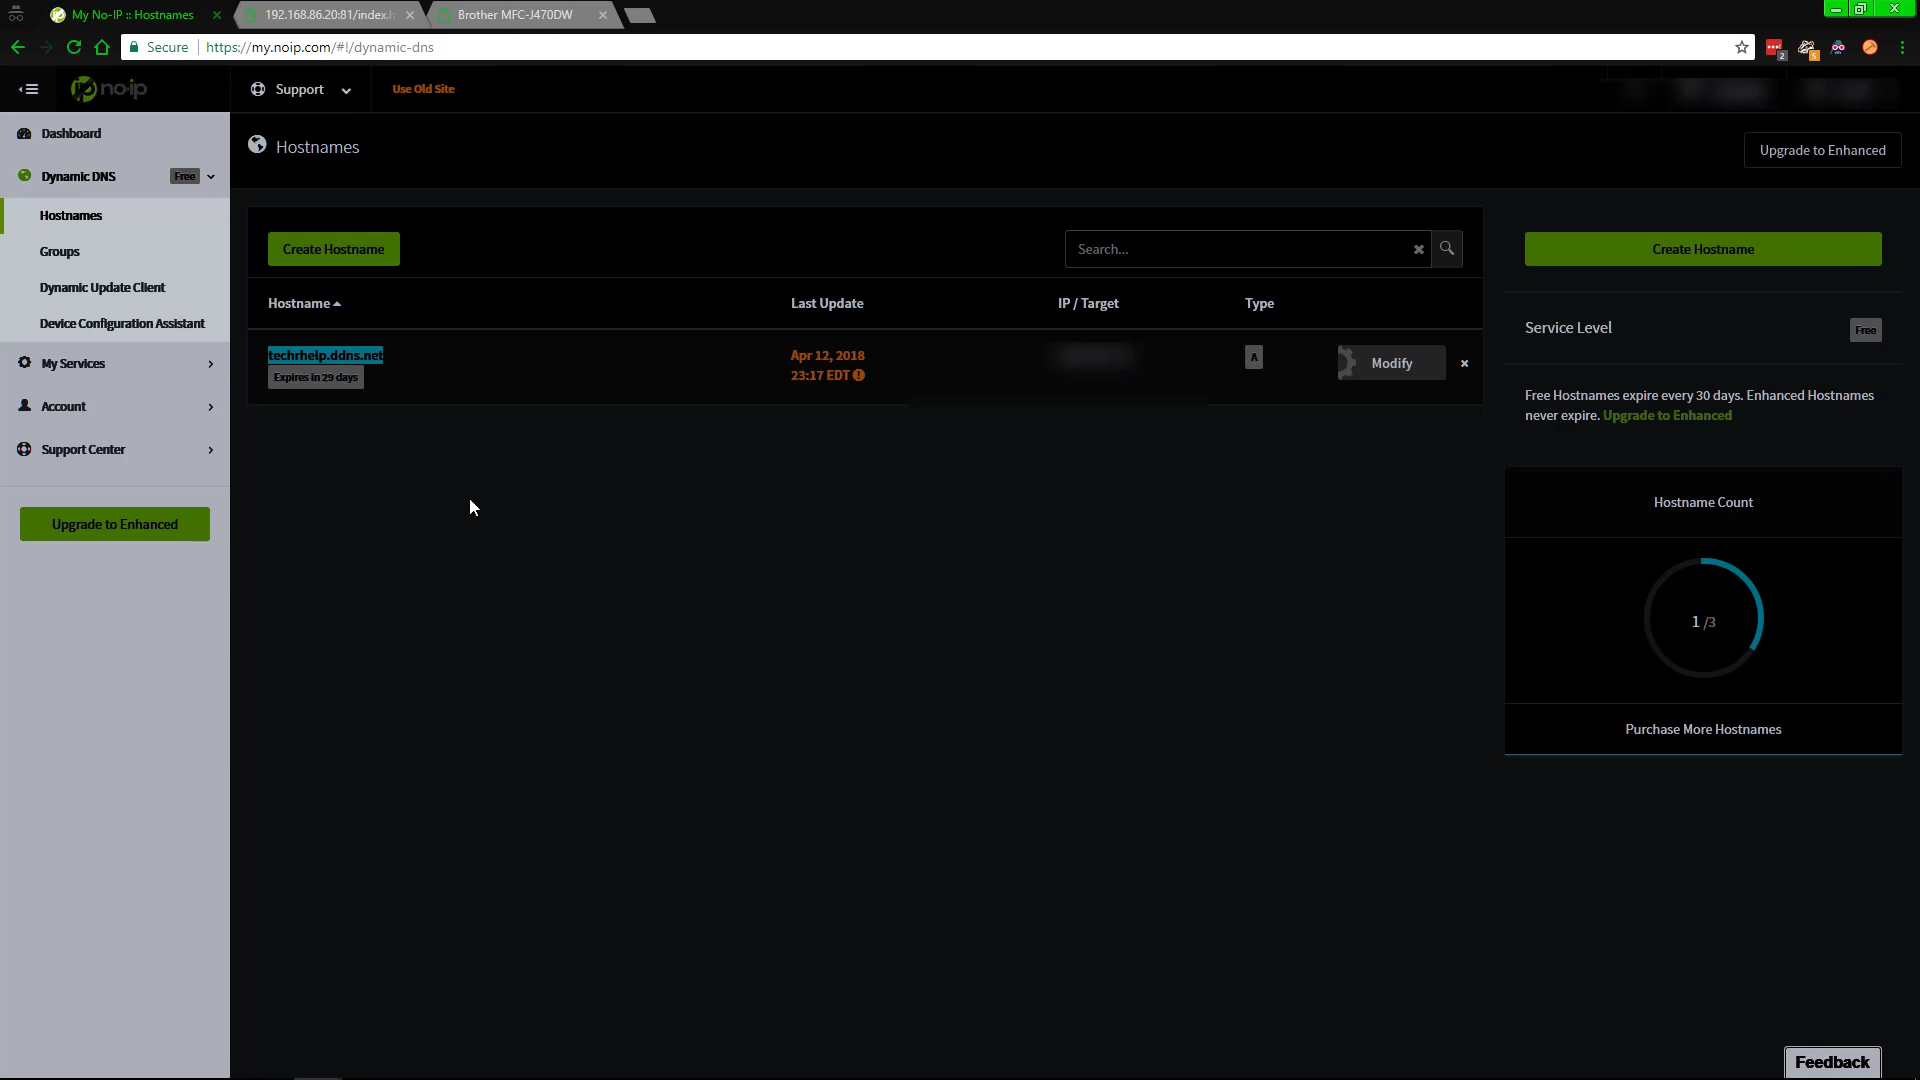 My No-IP :: Hostnames
192.168.86.20:81/index.h
Brother MFC-J470DW
Secure
https://my.noip.com/#!/dynamic-dns
2
5
no-ip
Support
Use Old Site
Dashboard
Dynamic DNS
Free
Hostnames
Groups
Dynamic Update Client
Device Configuration Assistant
My Services
Account
Support Center
Upgrade to Enhanced
Hostnames
Upgrade to Enhanced
Create Hostname
Search...
Hostname
Last Update
IP / Target
Type
techrhelp.ddns.net
Expires in 29 days
Apr 12, 2018
23:17 EDT
A
Modify
Create Hostname
Service Level
Free
Free Hostnames expire every 30 days. Enhanced Hostnames
never expire. Upgrade to Enhanced
Hostname Count
1 /3
Purchase More Hostnames
Feedback